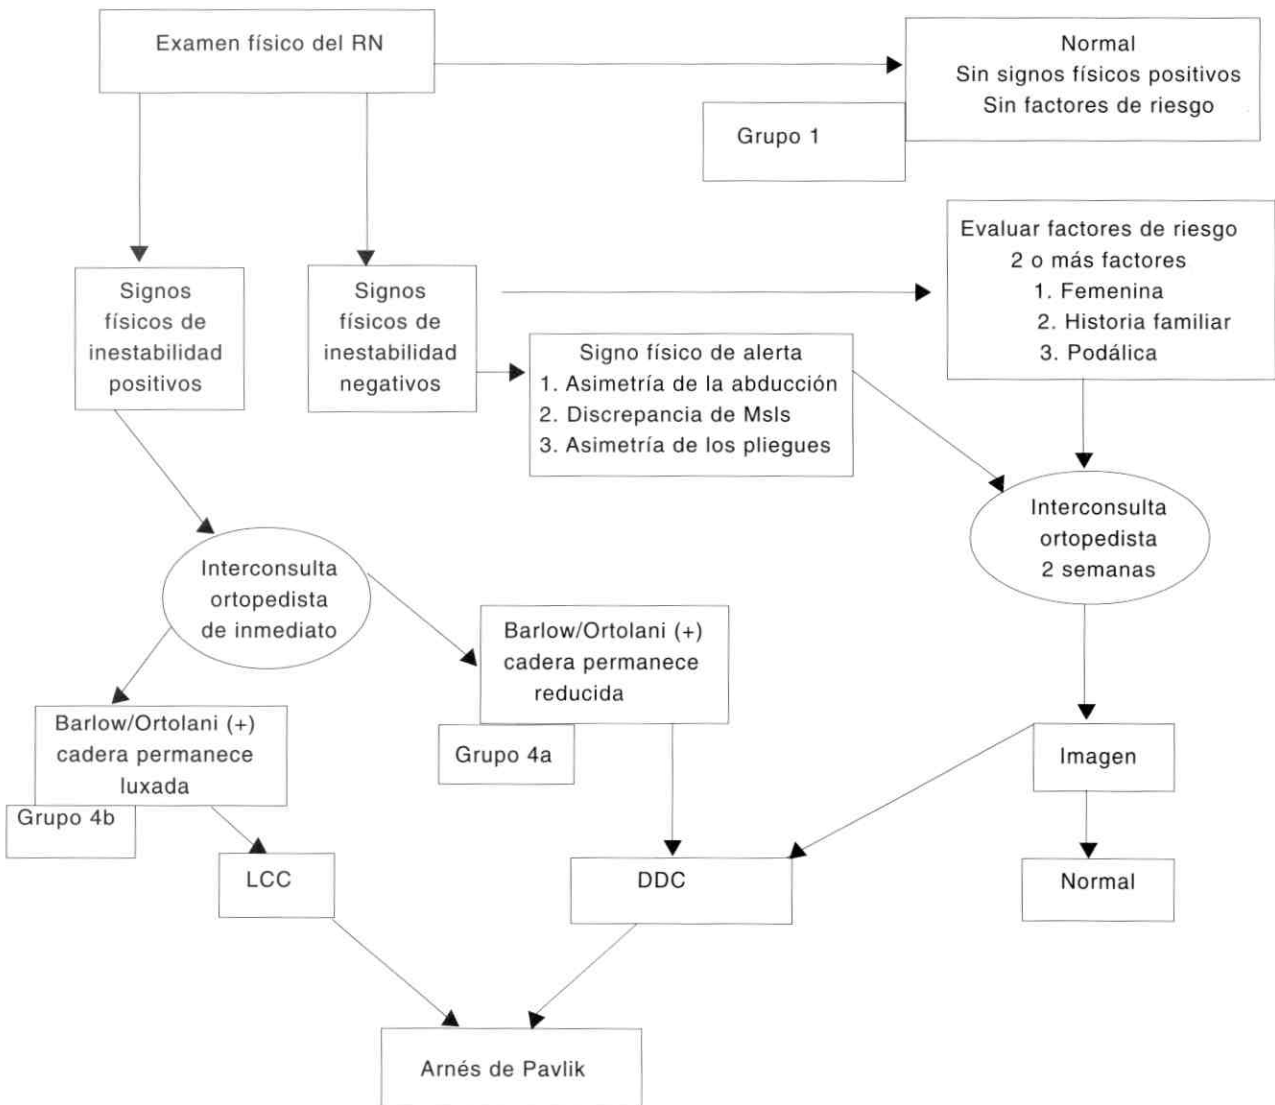 Examen físico del RN
Normal
Sin signos físicos positivos
Sin factores de riesgo
Grupo 1
Signos
físicos de
inestabilidad
positivos
Signos
físicos de
inestabilidad
negativos
Evaluar factores de riesgo
2 o más factores
1. Femenina
2. Historia familiar
3. Podálica
Signo físico de alerta
1. Asimetría de la abducción
2. Discrepancia de Msls
3. Asimetría de los pliegues
Interconsulta
ortopedista
2 semanas
Interconsulta
ortopedista
de inmediato
Barlow/Ortolani (+)
cadera permanece
reducida
Grupo 4a
Barlow/Ortolani (+)
cadera permanece
luxada
Grupo 4b
Imagen
LCC
DDC
Normal
Arnés de Pavlik